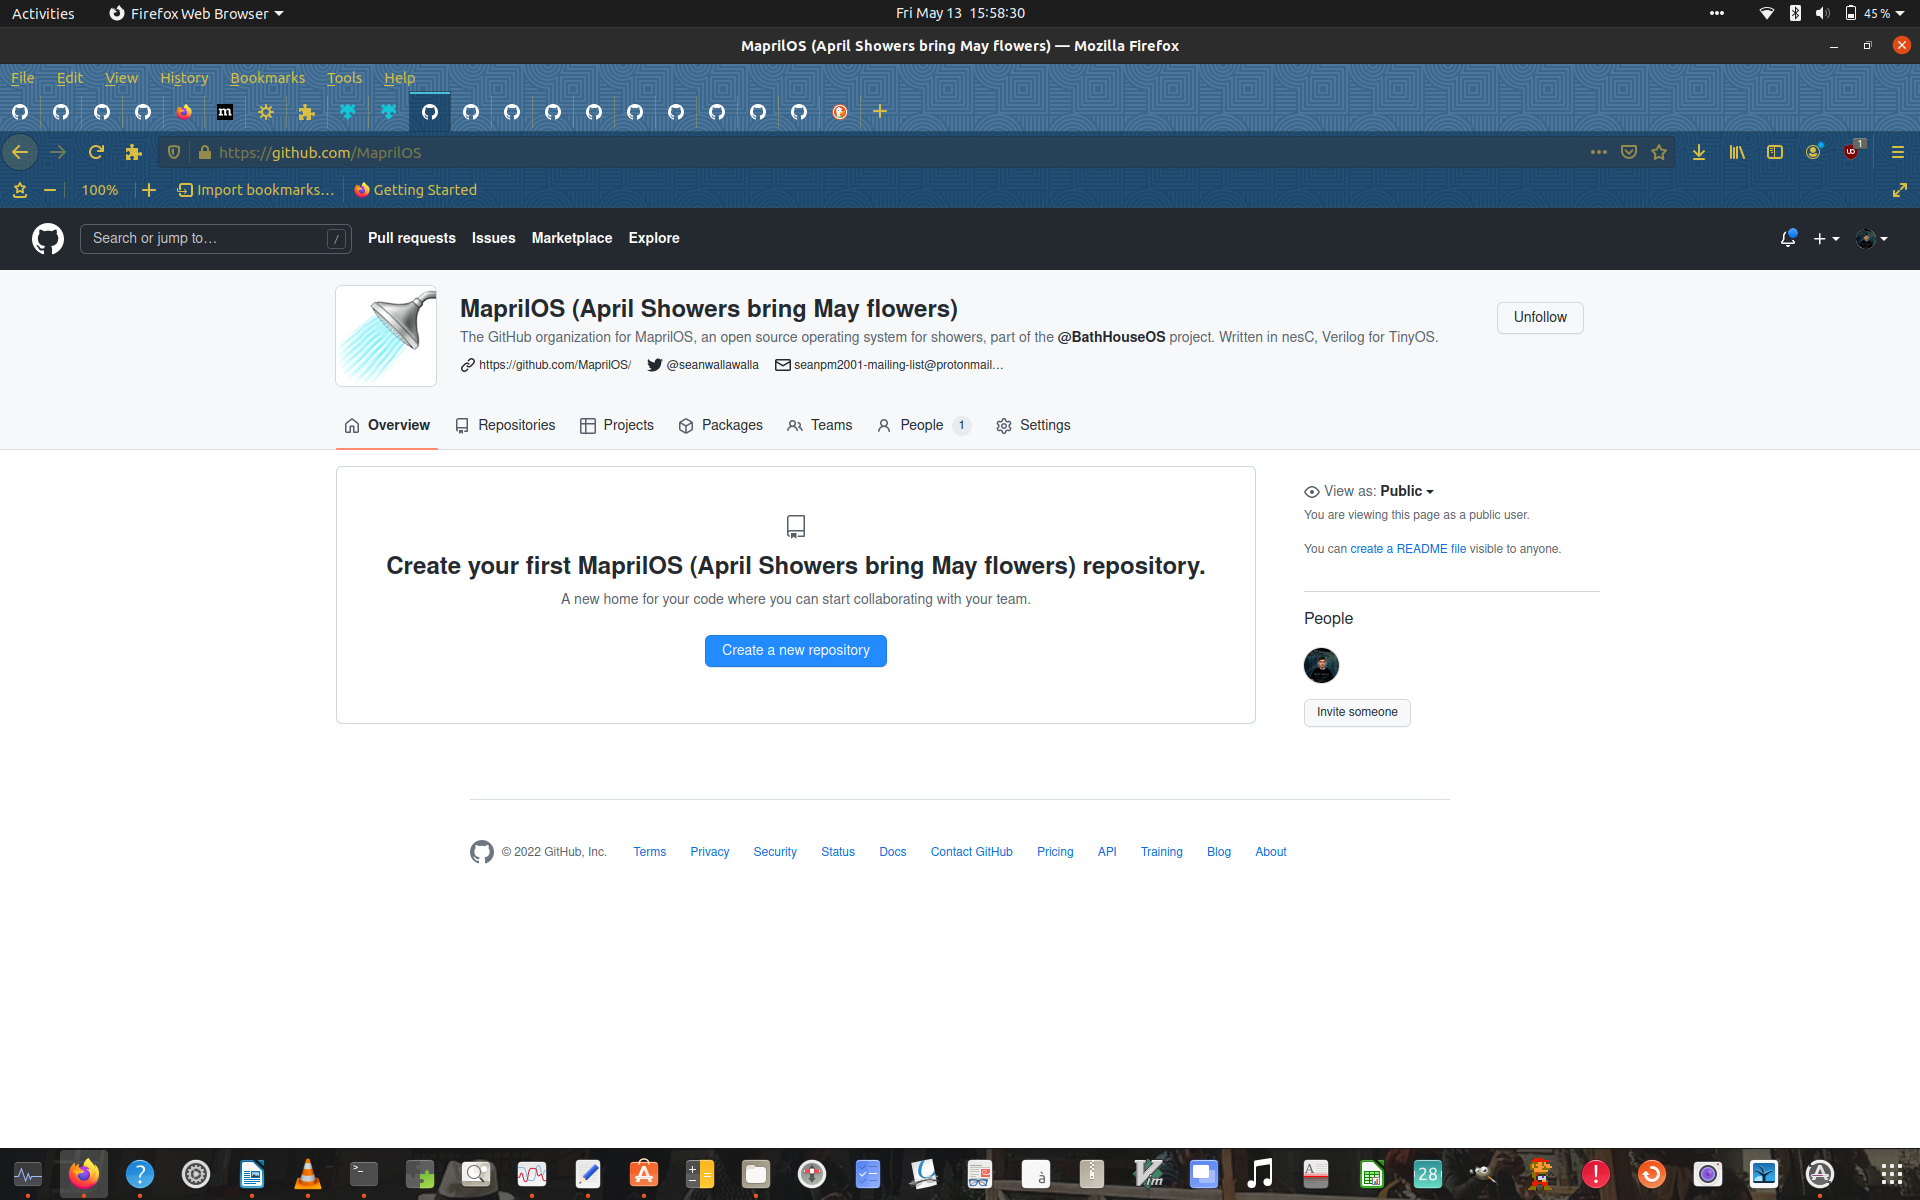 Activities Firefox Web Browser Fri May 13 15:58:30 45 %
MaprilOS (April Showers bring May flowers) — Mozilla Firefox
File Edit View History Bookmarks Tools Help
m
https://github.com/MaprilOS 1
100% Import bookmarks… Getting Started
Search or jump to… / Pull requests Issues Marketplace Explore
MaprilOS (April Showers bring May flowers)
Unfollow
The GitHub organization for MaprilOS, an open source operating system for showers, part of the @BathHouseOS project. Written in nesC, Verilog for TinyOS.
https://github.com/MaprilOS/ @seanwallawalla seanpm2001-mailing-list@protonmail…
Overview Repositories Projects Packages Teams People 1 Settings
View as: Public
You are viewing this page as a public user.
You can create a README file visible to anyone.
Create your first MaprilOS (April Showers bring May flowers) repository.
A new home for your code where you can start collaborating with your team.
Create a new repository
People
Invite someone
© 2022 GitHub, Inc. Terms Privacy Security Status Docs Contact GitHub Pricing API Training Blog About
? >_ A à Vim A 28 !